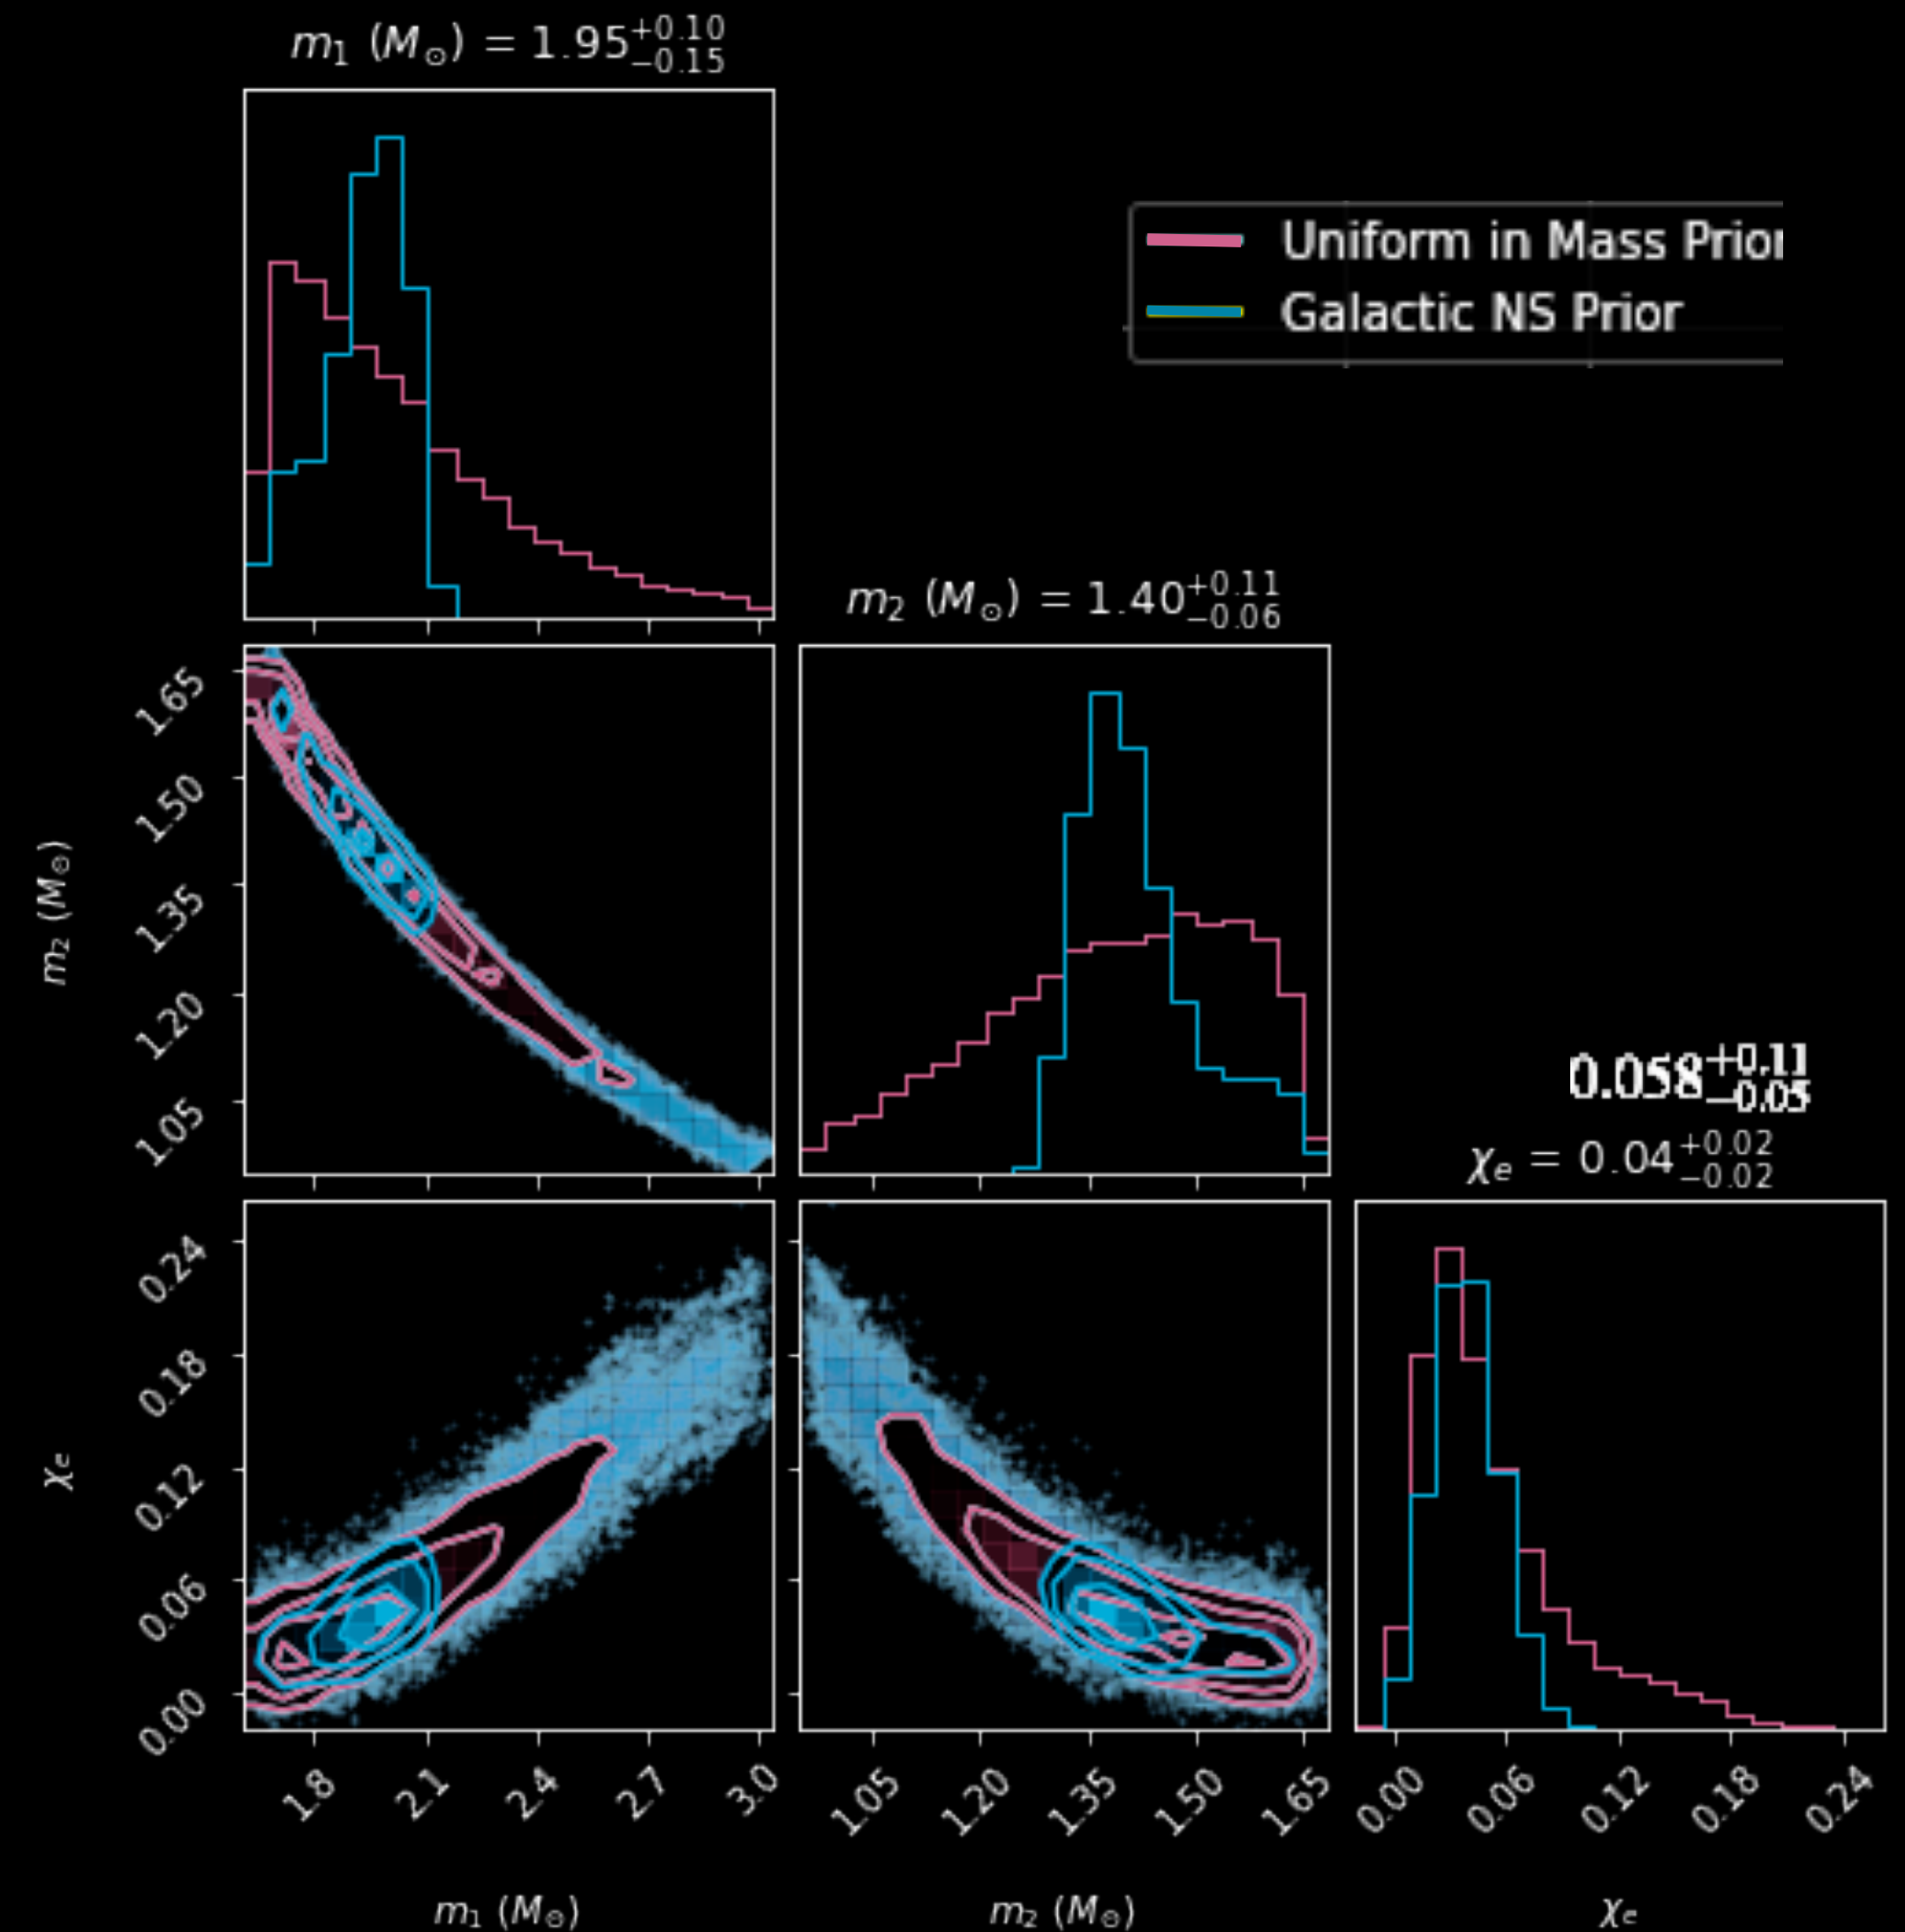 m₁ (M⊙) = 1.95+0.10−0.15
Uniform in Mass Prior
Galactic NS Prior
m₂ (M⊙) = 1.40+0.11−0.06
0.058+0.11−0.05
χₑ = 0.04+0.02−0.02
m₂ (M⊙)
1.65
1.50
1.35
1.20
1.05
χₑ
0.24
0.18
0.12
0.06
0.00
1.8 2.1 2.4 2.7 3.0
1.05 1.20 1.35 1.50 1.65
0.00 0.06 0.12 0.18 0.24
m₁ (M⊙)
m₂ (M⊙)
χₑ